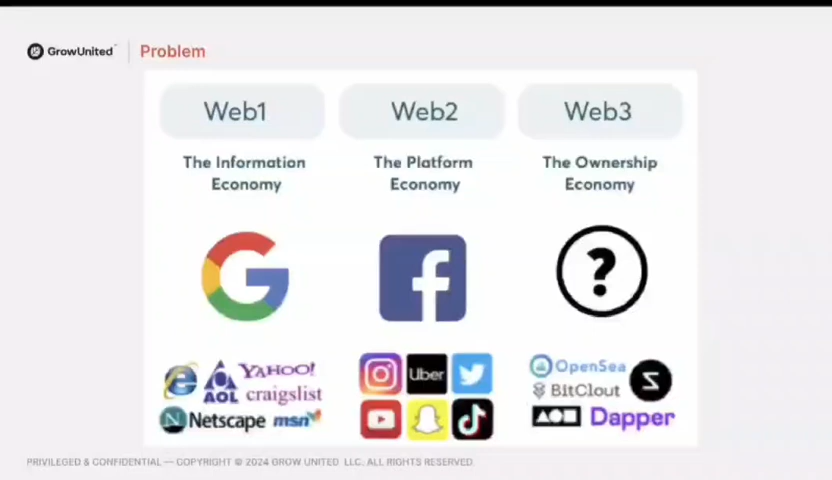 GrowUnited
Problem
Web1
Web2
Web3
The Information
Economy
The Platform
Economy
The Ownership
Economy
?
YAHOO!
AOL
craigslist
Netscape
msn
Uber
OpenSea
BitClout
Dapper
PRIVILEGED & CONFIDENTIAL — COPYRIGHT © 2024 GROW UNITED LLC. ALL RIGHTS RESERVED